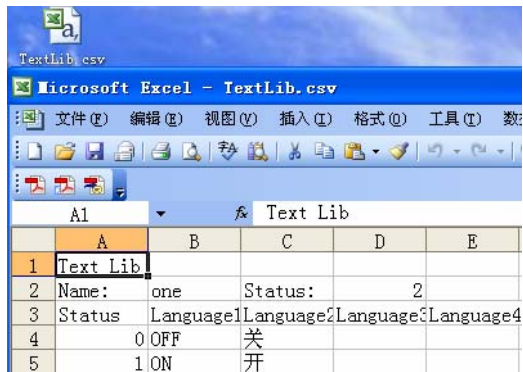 TextLib.csv
Microsoft Excel - TextLib.csv
文件(F) 编辑(E) 视图(V) 插入(I) 格式(O) 工具(T)
A1 fx Text Lib
A B C D E
1 Text Lib
2 Name: one Status: 2
3 Status Language1 Language2 Language3 Language4
4 0 OFF 关
5 1 ON 开